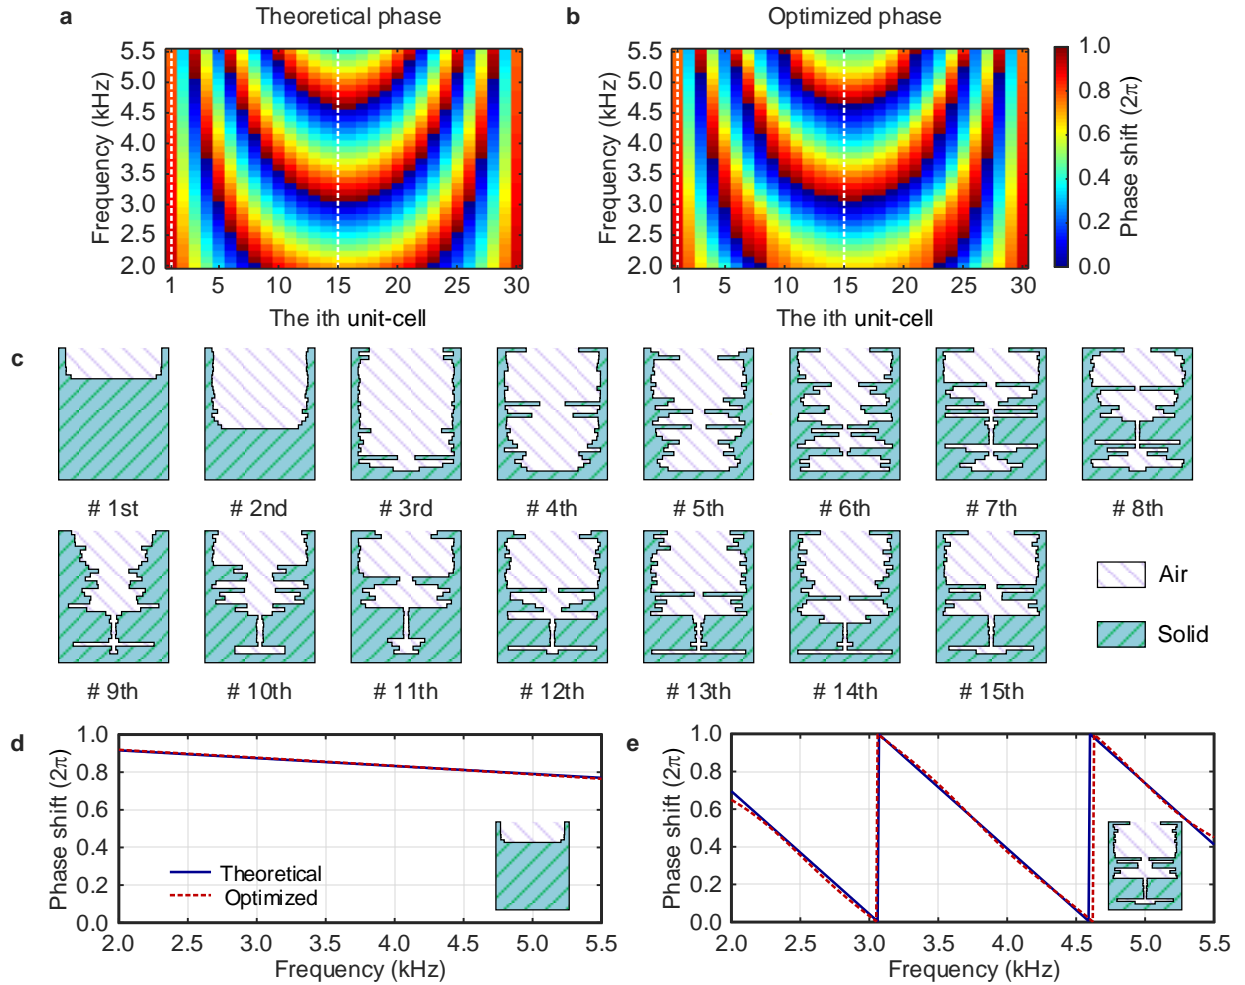 a Theoretical phase
5.5
5.0
4.5
4.0
3.5
3.0
2.5
2.0
Frequency (kHz)
1 5 10 15 20 25 30
The ith unit-cell
b Optimized phase
5.5
5.0
4.5
4.0
3.5
3.0
2.5
2.0
Frequency (kHz)
1 5 10 15 20 25 30
The ith unit-cell
1.0
0.8
0.6
0.4
0.2
0.0
Phase shift (2π)
c
# 1st # 2nd # 3rd # 4th # 5th # 6th # 7th # 8th
# 9th # 10th # 11th # 12th # 13th # 14th # 15th
Air
Solid
d
1.0
0.8
0.6
0.4
0.2
0.0
Phase shift (2π)
Theoretical
Optimized
2.0 2.5 3.0 3.5 4.0 4.5 5.0 5.5
Frequency (kHz)
e
1.0
0.8
0.6
0.4
0.2
0.0
Phase shift (2π)
2.0 2.5 3.0 3.5 4.0 4.5 5.0 5.5
Frequency (kHz)